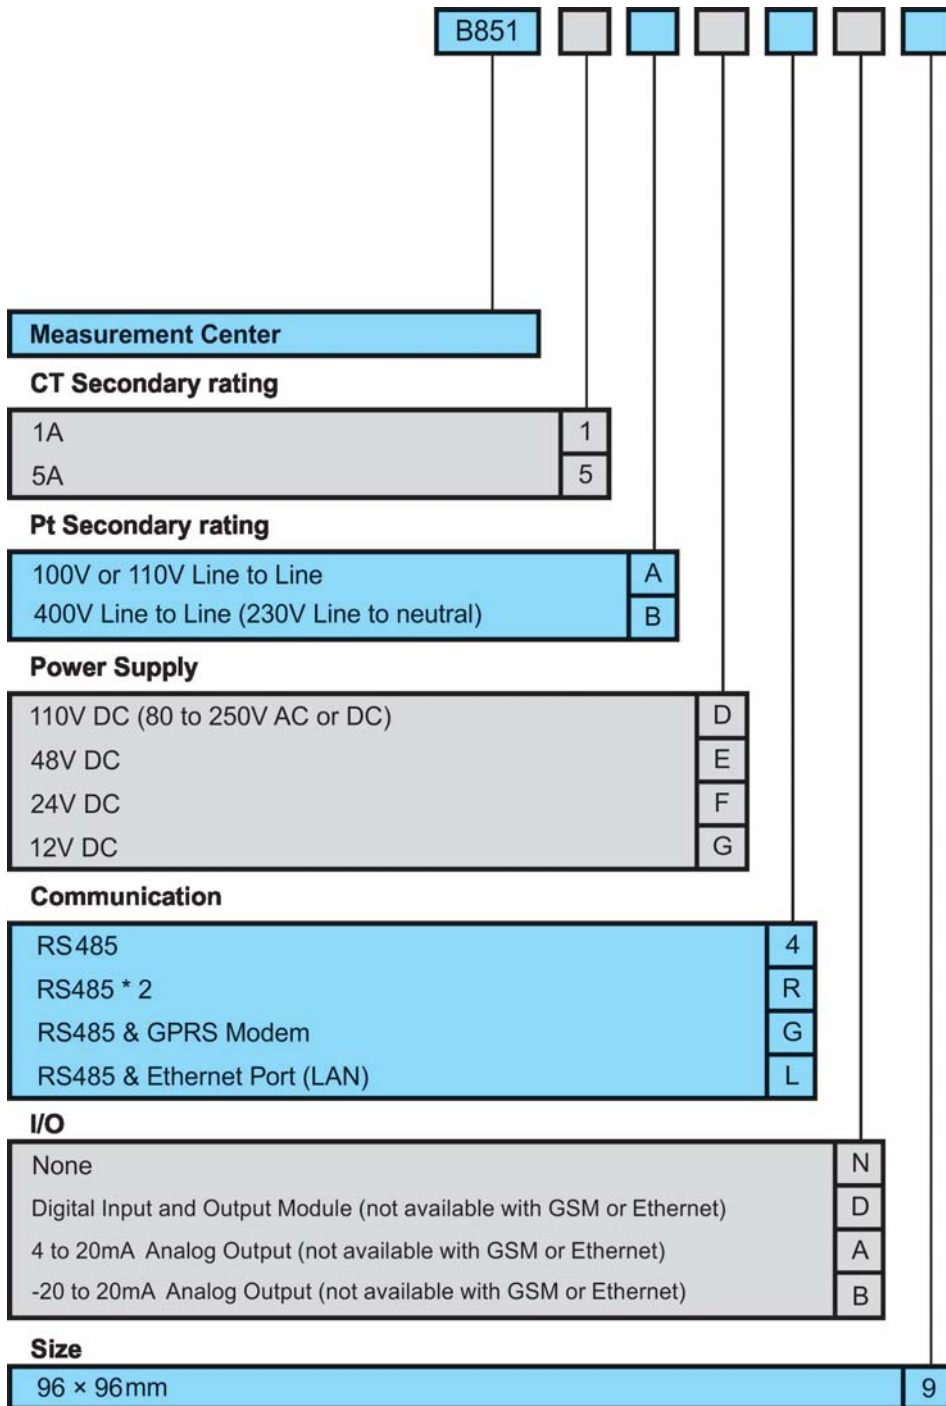 B851
Measurement Center
CT Secondary rating
1A 1
5A 5
Pt Secondary rating
100V or 110V Line to Line A
400V Line to Line (230V Line to neutral) B
Power Supply
110V DC (80 to 250V AC or DC) D
48V DC E
24V DC F
12V DC G
Communication
RS485 4
RS485 * 2 R
RS485 & GPRS Modem G
RS485 & Ethernet Port (LAN) L
I/O
None N
Digital Input and Output Module (not available with GSM or Ethernet) D
4 to 20mA Analog Output (not available with GSM or Ethernet) A
-20 to 20mA Analog Output (not available with GSM or Ethernet) B
Size
96 × 96mm 9